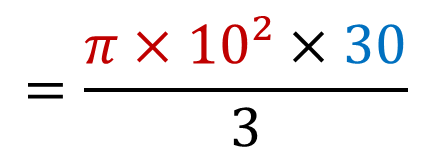 = π × 10² × 30
3